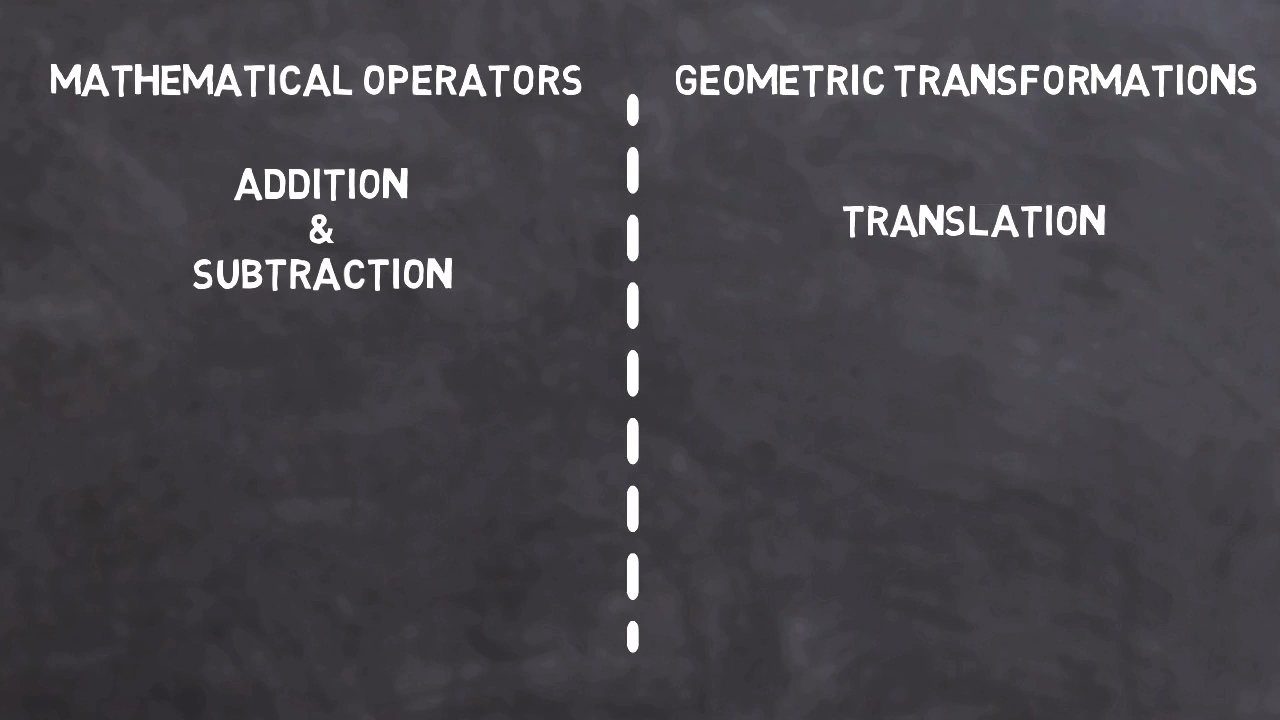 MATHEMATICAL OPERATORS
ADDITION
&
SUBTRACTION
GEOMETRIC TRANSFORMATIONS
TRANSLATION